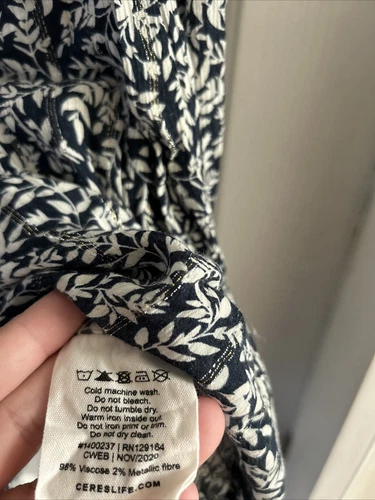 Cold machine wash.
Do not bleach.
Do not tumble dry.
Warm iron inside out.
Do not iron print or trim.
Do not dry clean.
#1400237 | RN129164
CWEB | NOV/2020
98% Viscose 2% Metallic fibre
CERESLIFE.COM